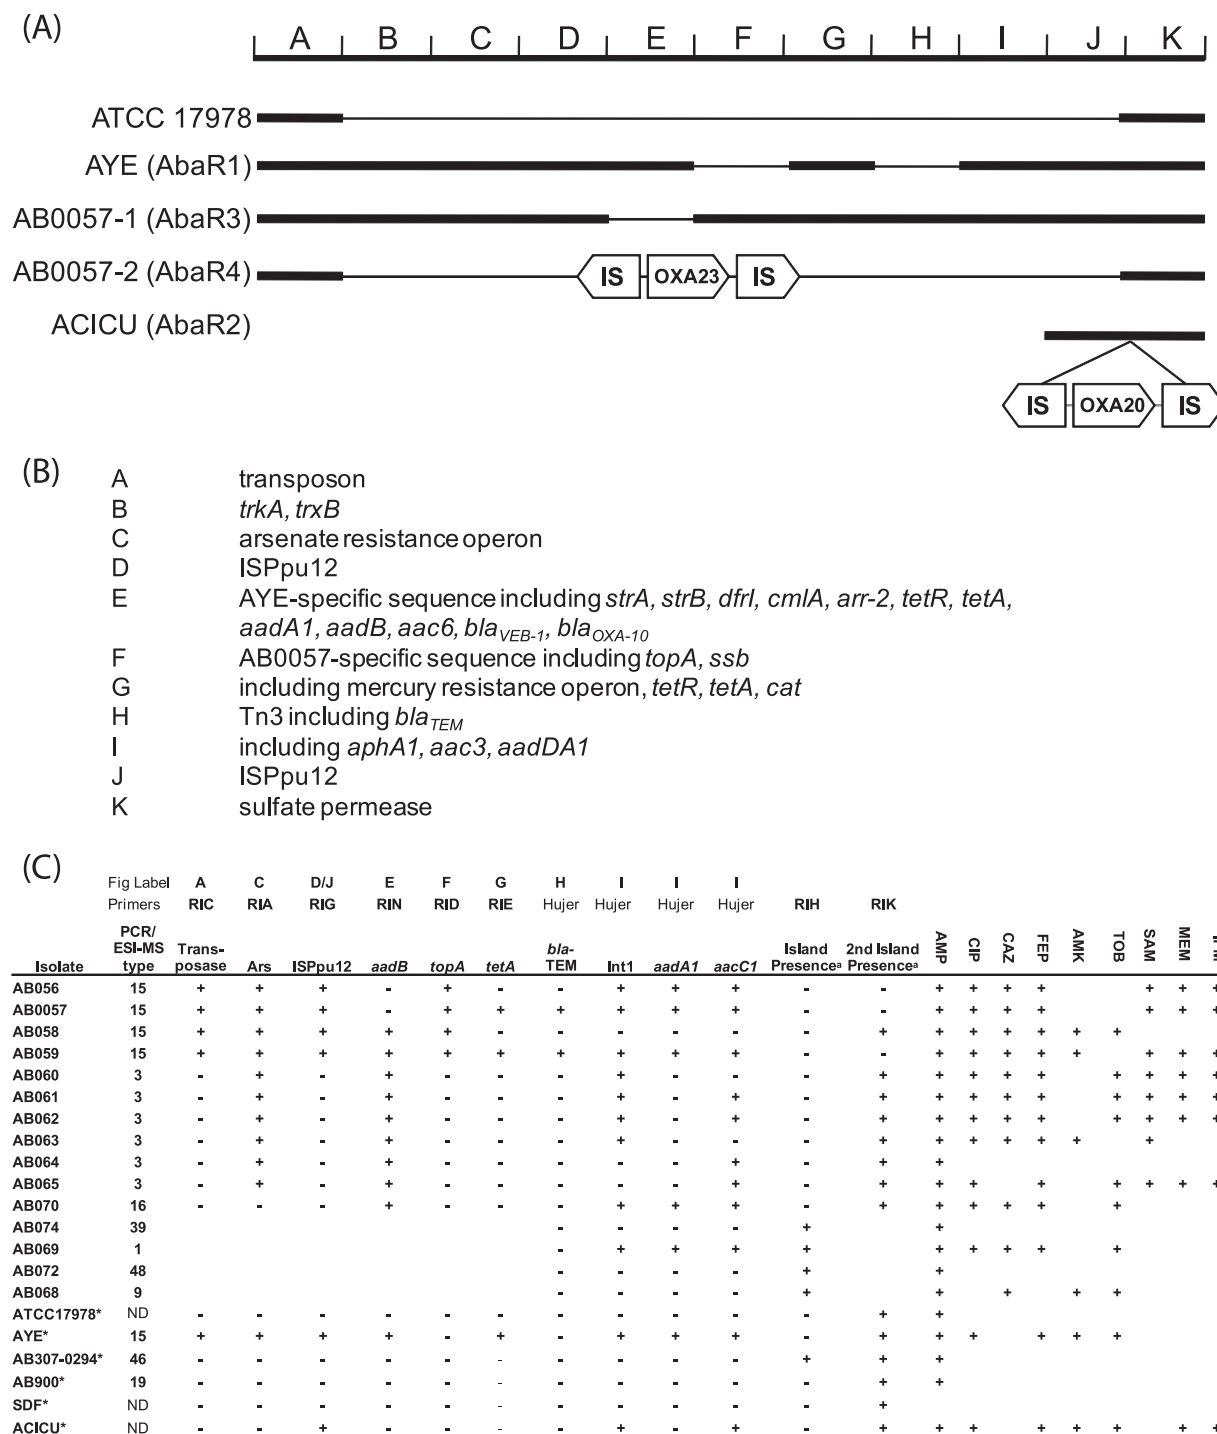 (A)
A B C D E F G H I J K
ATCC 17978
AYE (AbaR1)
AB0057-1 (AbaR3)
AB0057-2 (AbaR4) IS OXA23 IS
ACICU (AbaR2)
IS OXA20 IS
(B)
A transposon
B trkA, trxB
C arsenate resistance operon
D ISPpu12
E AYE-specific sequence including strA, strB, dfrI, cmlA, arr-2, tetR, tetA,
aadA1, aadB, aac6, blaVEB-1, blaOXA-10
F AB0057-specific sequence including topA, ssb
G including mercury resistance operon, tetR, tetA, cat
H Tn3 including blaTEM
I including aphA1, aac3, aadDA1
J ISPpu12
K sulfate permease
(C)
Fig Label A C D/J E F G H I I I
Primers RIC RIA RIG RIN RID RIE Hujer Hujer Hujer Hujer RIH RIK
PCR/
ESI-MS Trans- bla- Island 2nd Island AMP CIP CAZ FEP AMK TOB SAM MEM
Isolate type posase Ars ISPpu12 aadB topA tetA TEM Int1 aadA1 aacC1 Presencea Presencea
AB056 15 + + + - + - - + + + - - + + + + + + +
AB0057 15 + + + - + + + + + + - - + + + + + + +
AB058 15 + + + + + - - - - - - + + + + + + +
AB059 15 + + + + + + + + + + - - + + + + + + + +
AB060 3 - + - + - - - + - - - + + + + + + + + +
AB061 3 - + - + - - - + - + - + + + + + + + + +
AB062 3 - + - + - - - + - + - + + + + + + + + +
AB063 3 - + - + - - - + - - - + + + + + + +
AB064 3 - + - + - - - - - + - + +
AB065 3 - + - + - - - - - + - + + + + + + + +
AB070 16 - - - + - - - + + + - + + + + + +
AB074 39 - - - - + +
AB069 1 - + + + + + + + + +
AB072 48 - - - - + +
AB068 9 - - - - + + + + +
ATCC17978* ND - - - - - - - - - - + +
AYE* 15 + + + + - + - + + + - + + + + + +
AB307-0294* 46 - - - - - - - - - - + + +
AB900* 19 - - - - - - - - - - + +
SDF* ND - - - - - - - - - - +
ACICU* ND - - + - - - - + - + - + + + + + + + +